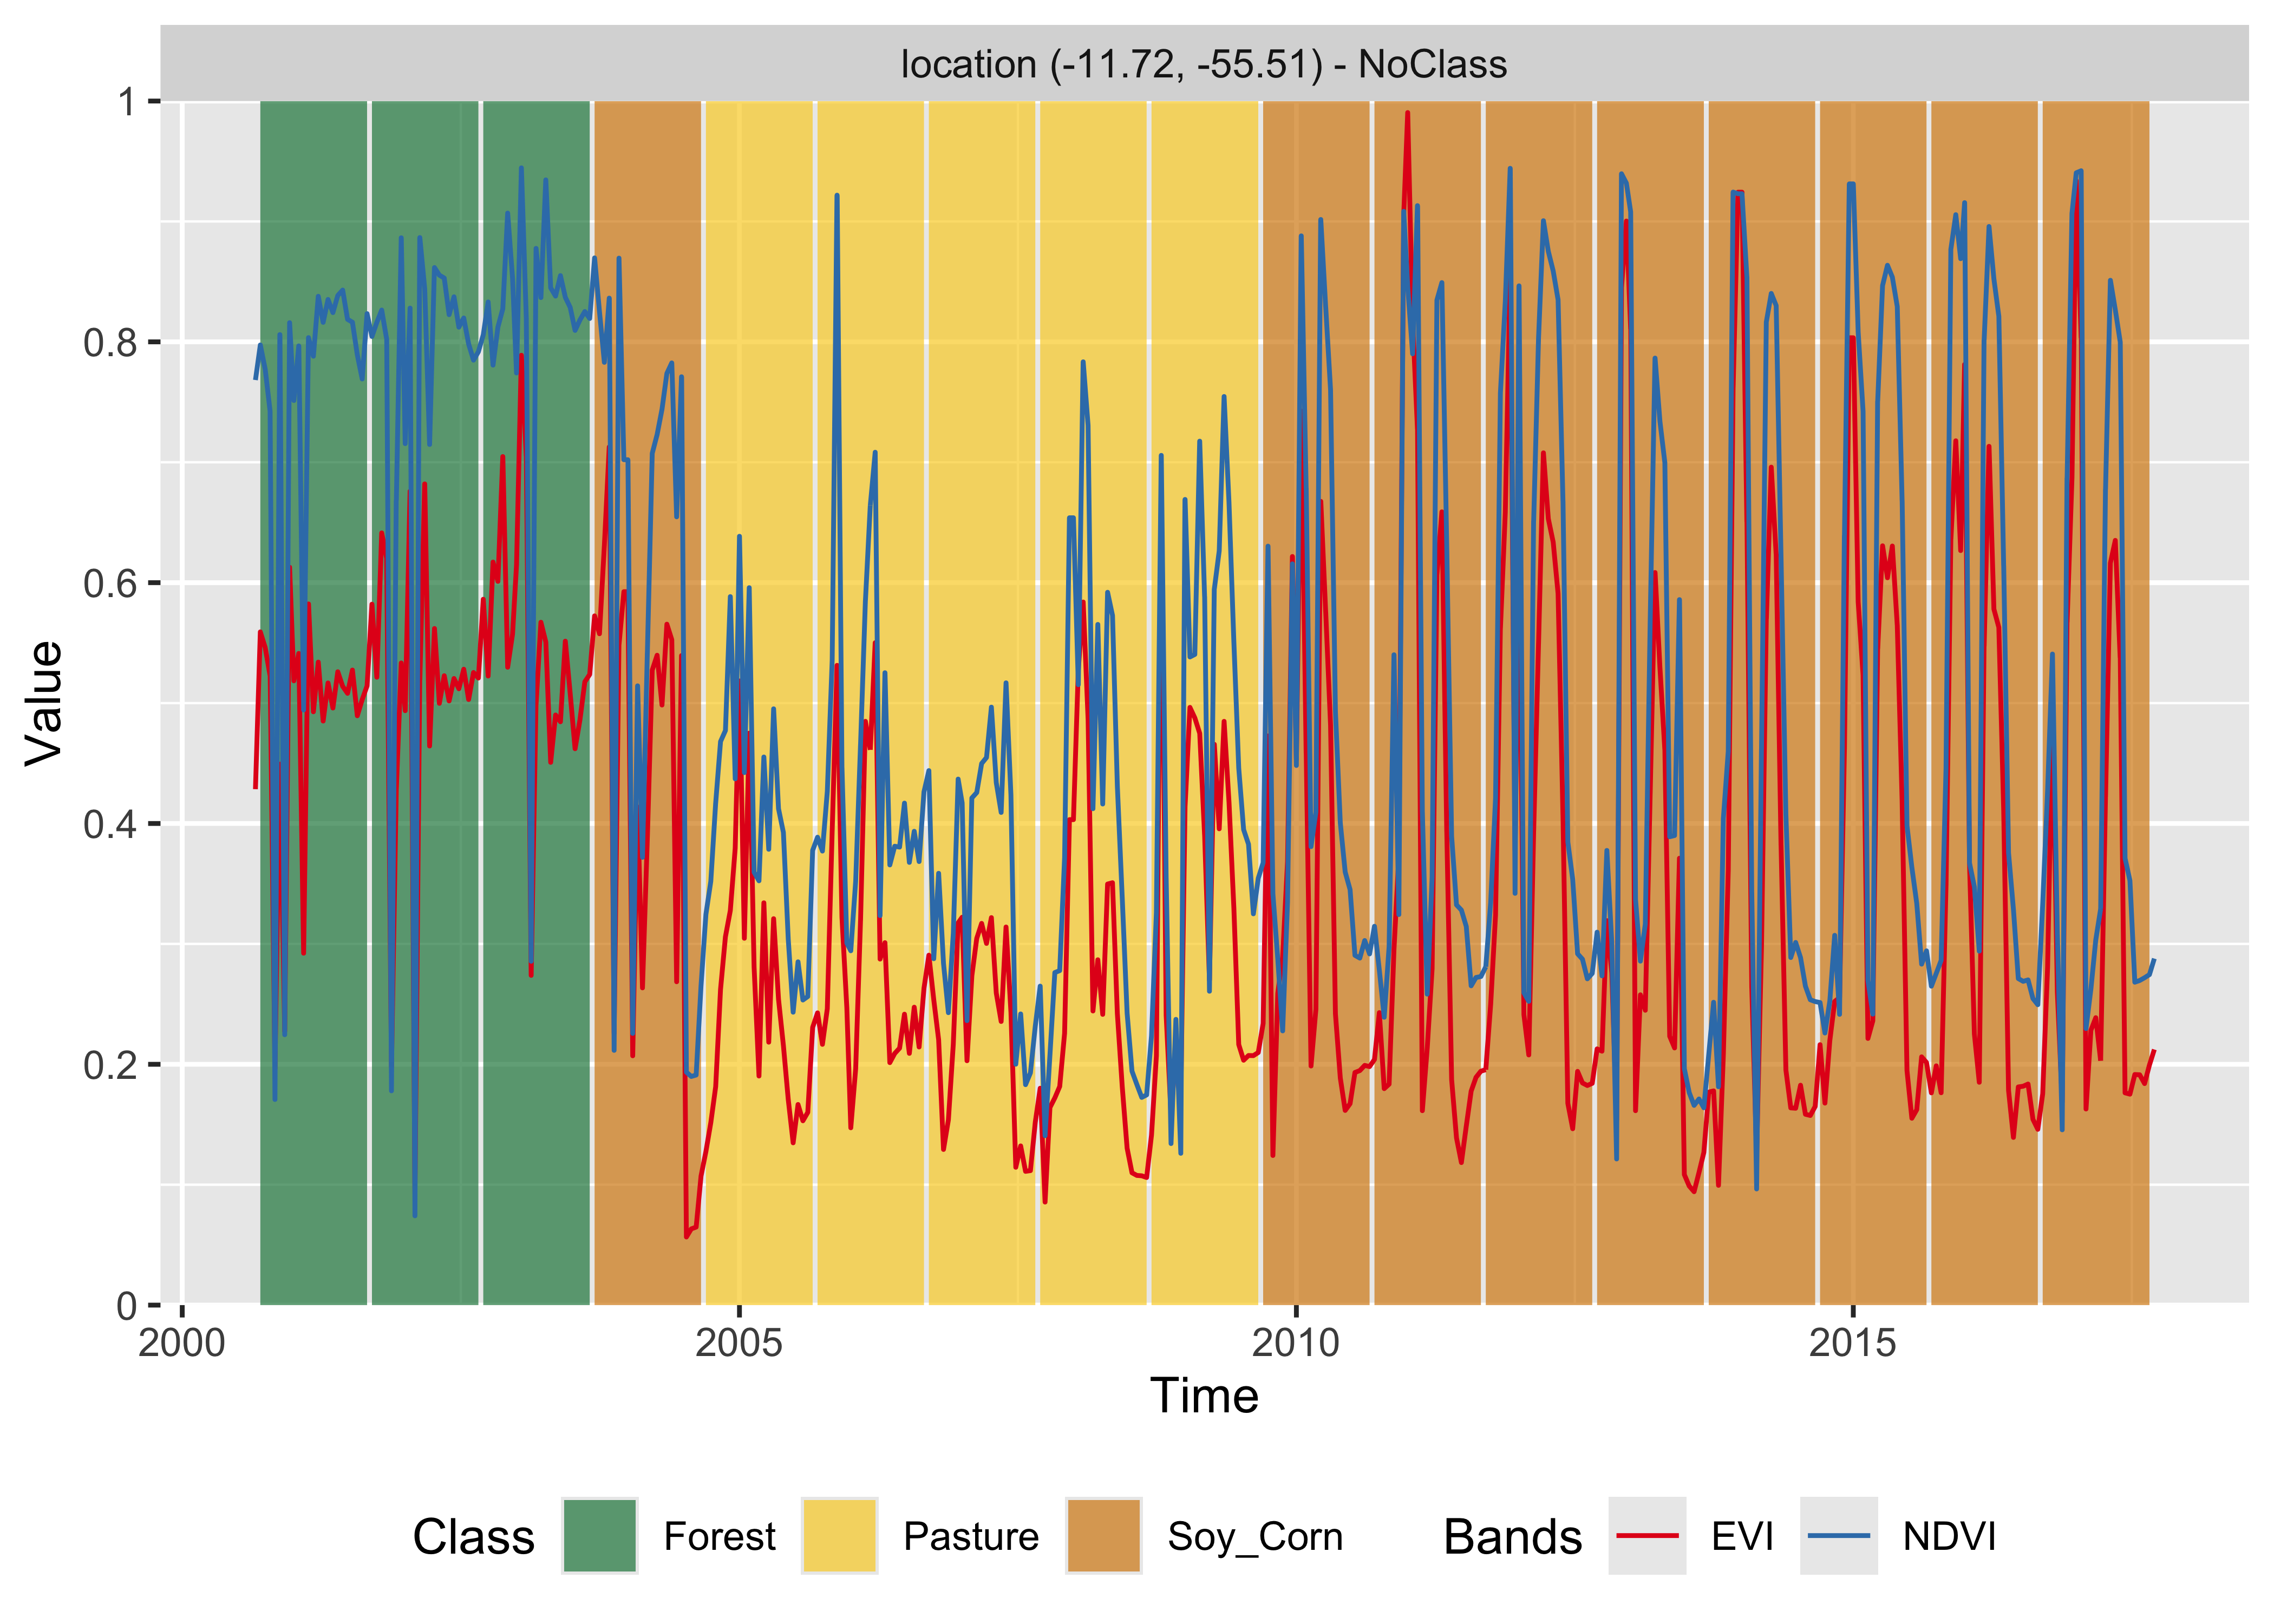 location (-11.72, -55.51) - NoClass
1
0.8
0.6
0.4
0.2
0
Value
2000 2005 2010 2015
Time
Class Forest Pasture Soy_Corn Bands EVI NDVI